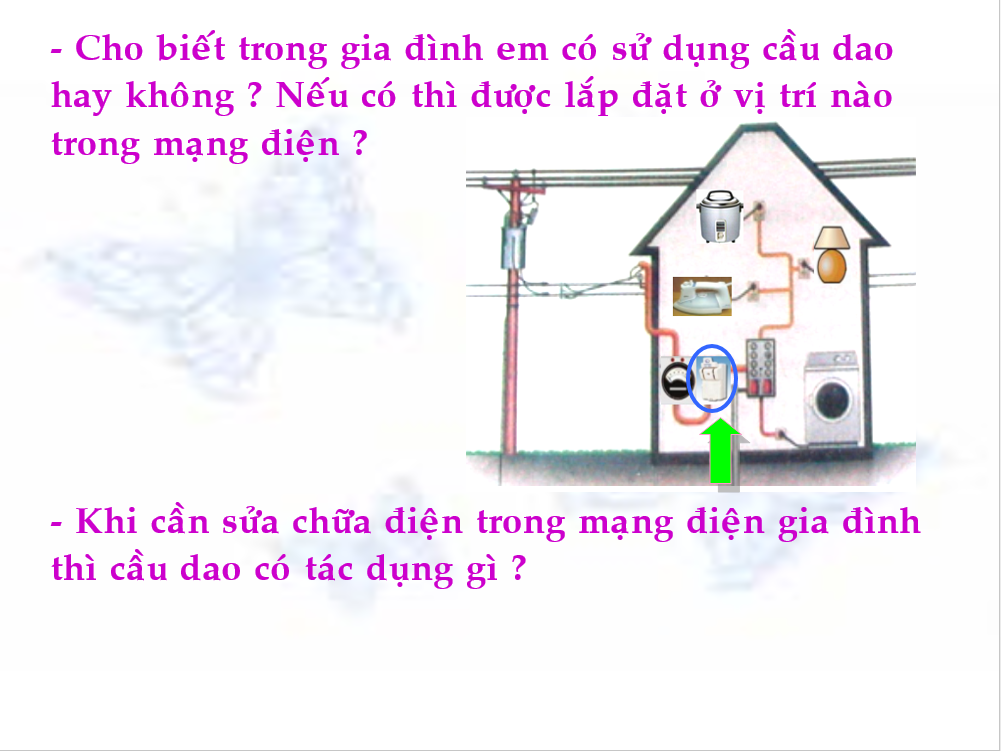 - Cho biết trong gia đình em có sử dụng cầu dao
hay không ? Nếu có thì được lắp đặt ở vị trí nào
trong mạng điện ?
- Khi cần sửa chữa điện trong mạng điện gia đình
thì cầu dao có tác dụng gì ?